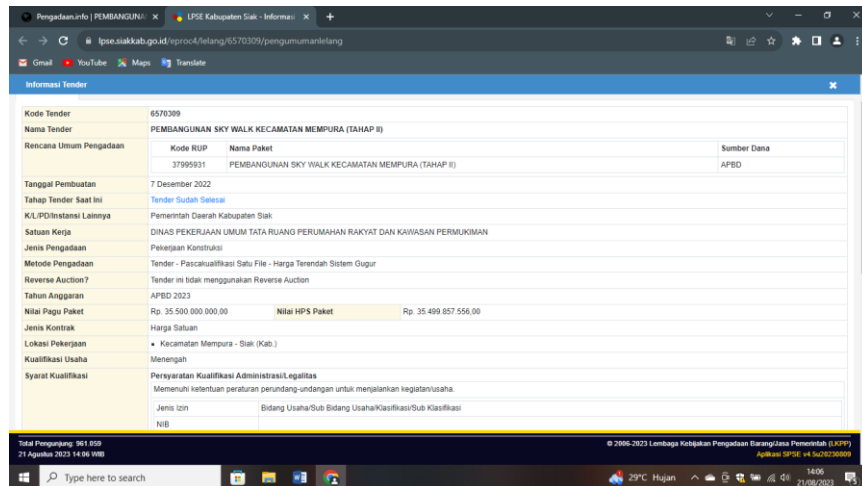 Pengadaan.info | PEMBANGUNA
LPSE Kabupaten Siak - Informasi
lpse.siakkab.go.id/eproc4/lelang/6570309/pengumumanlelang
Gmail YouTube Maps Translate
Informasi Tender
Kode Tender 6570309
Nama Tender PEMBANGUNAN SKY WALK KECAMATAN MEMPURA (TAHAP II)
Rencana Umum Pengadaan Kode RUP Nama Paket Sumber Dana
37995931 PEMBANGUNAN SKY WALK KECAMATAN MEMPURA (TAHAP II) APBD
Tanggal Pembuatan 7 Desember 2022
Tahap Tender Saat Ini Tender Sudah Selesai
K/L/PD/Instansi Lainnya Pemerintah Daerah Kabupaten Siak
Satuan Kerja DINAS PEKERJAAN UMUM TATA RUANG PERUMAHAN RAKYAT DAN KAWASAN PERMUKIMAN
Jenis Pengadaan Pekerjaan Konstruksi
Metode Pengadaan Tender - Pascakualifikasi Satu File - Harga Terendah Sistem Gugur
Reverse Auction? Tender ini tidak menggunakan Reverse Auction
Tahun Anggaran APBD 2023
Nilai Pagu Paket Rp. 35.500.000.000,00 Nilai HPS Paket Rp. 35.499.857.556,00
Jenis Kontrak Harga Satuan
Lokasi Pekerjaan • Kecamatan Mempura - Siak (Kab.)
Kualifikasi Usaha Menengah
Syarat Kualifikasi Persyaratan Kualifikasi Administrasi/Legalitas
Memenuhi ketentuan peraturan perundang-undangan untuk menjalankan kegiatan/usaha.
Jenis Izin Bidang Usaha/Sub Bidang Usaha/Klasifikasi/Sub Klasifikasi
NIB
Total Pengunjung: 961.059 © 2006-2023 Lembaga Kebijakan Pengadaan Barang/Jasa Pemerintah (LKPP)
21 Agustus 2023 14:06 WIB Aplikasi SPSE v4.5u20230809
Type here to search 29°C Hujan 14:06
21/08/2023